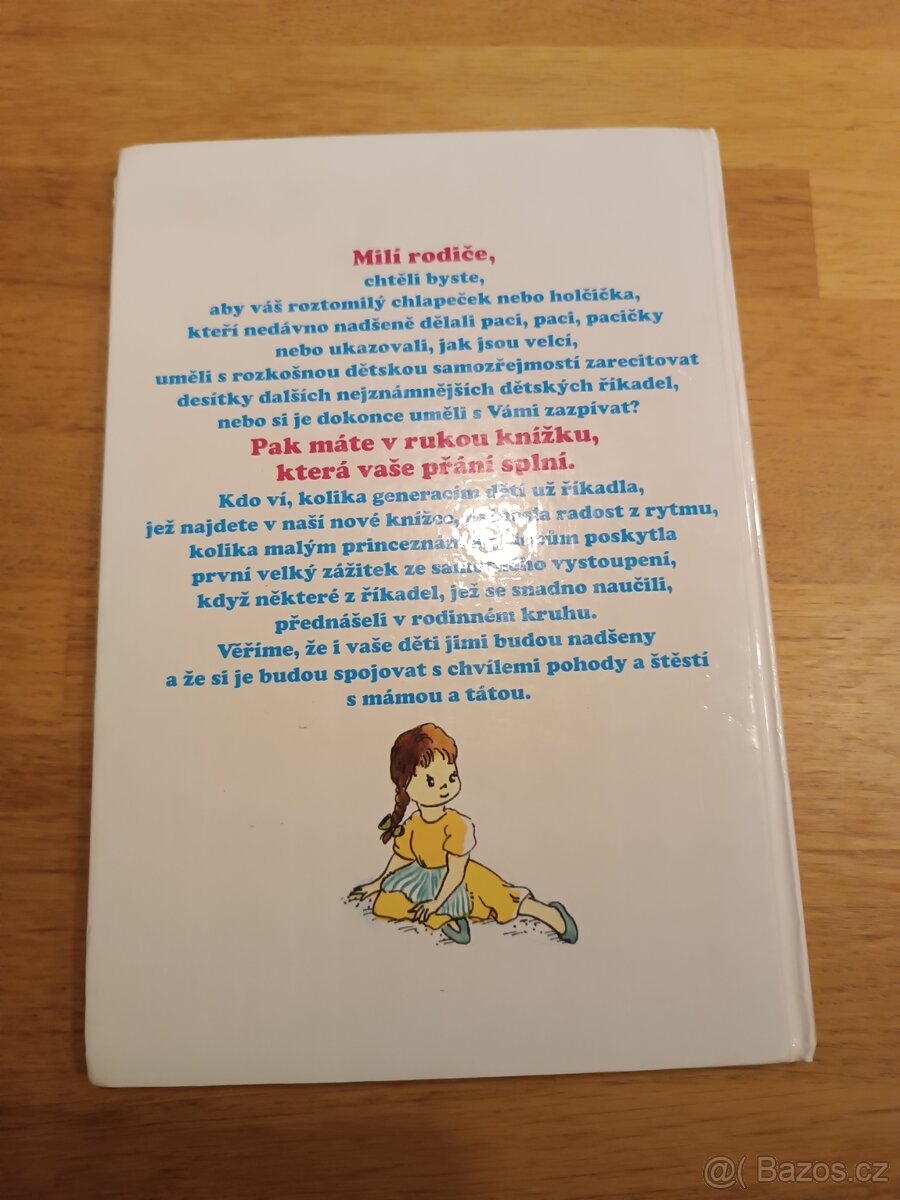 Milí rodiče,
chtěli byste,
aby váš roztomilý chlapeček nebo holčička,
kteří nedávno nadšeně dělali paci, paci, pacičky
nebo ukazovali, jak jsou velcí,
uměli s rozkošnou dětskou samozřejmostí zarecitovat
desítky dalších nejznámnějších dětských říkadel,
nebo si je dokonce uměli s Vámi zazpívat?
Pak máte v rukou knížku,
která vaše přání splní.
Kdo ví, kolika generacím dětí už říkadla,
jež najdete v naší nové knížce, radost z rytmu,
kolika malým princeznám poskytla
první velký zážitek ze vystoupení,
když některé z říkadel, jež se snadno naučili,
přednášeli v rodinném kruhu.
Věříme, že i vaše děti jimi budou nadšeny
a že si je budou spojovat s chvílemi pohody a štěstí
s mámou a tátou.
@( Bazos.cz